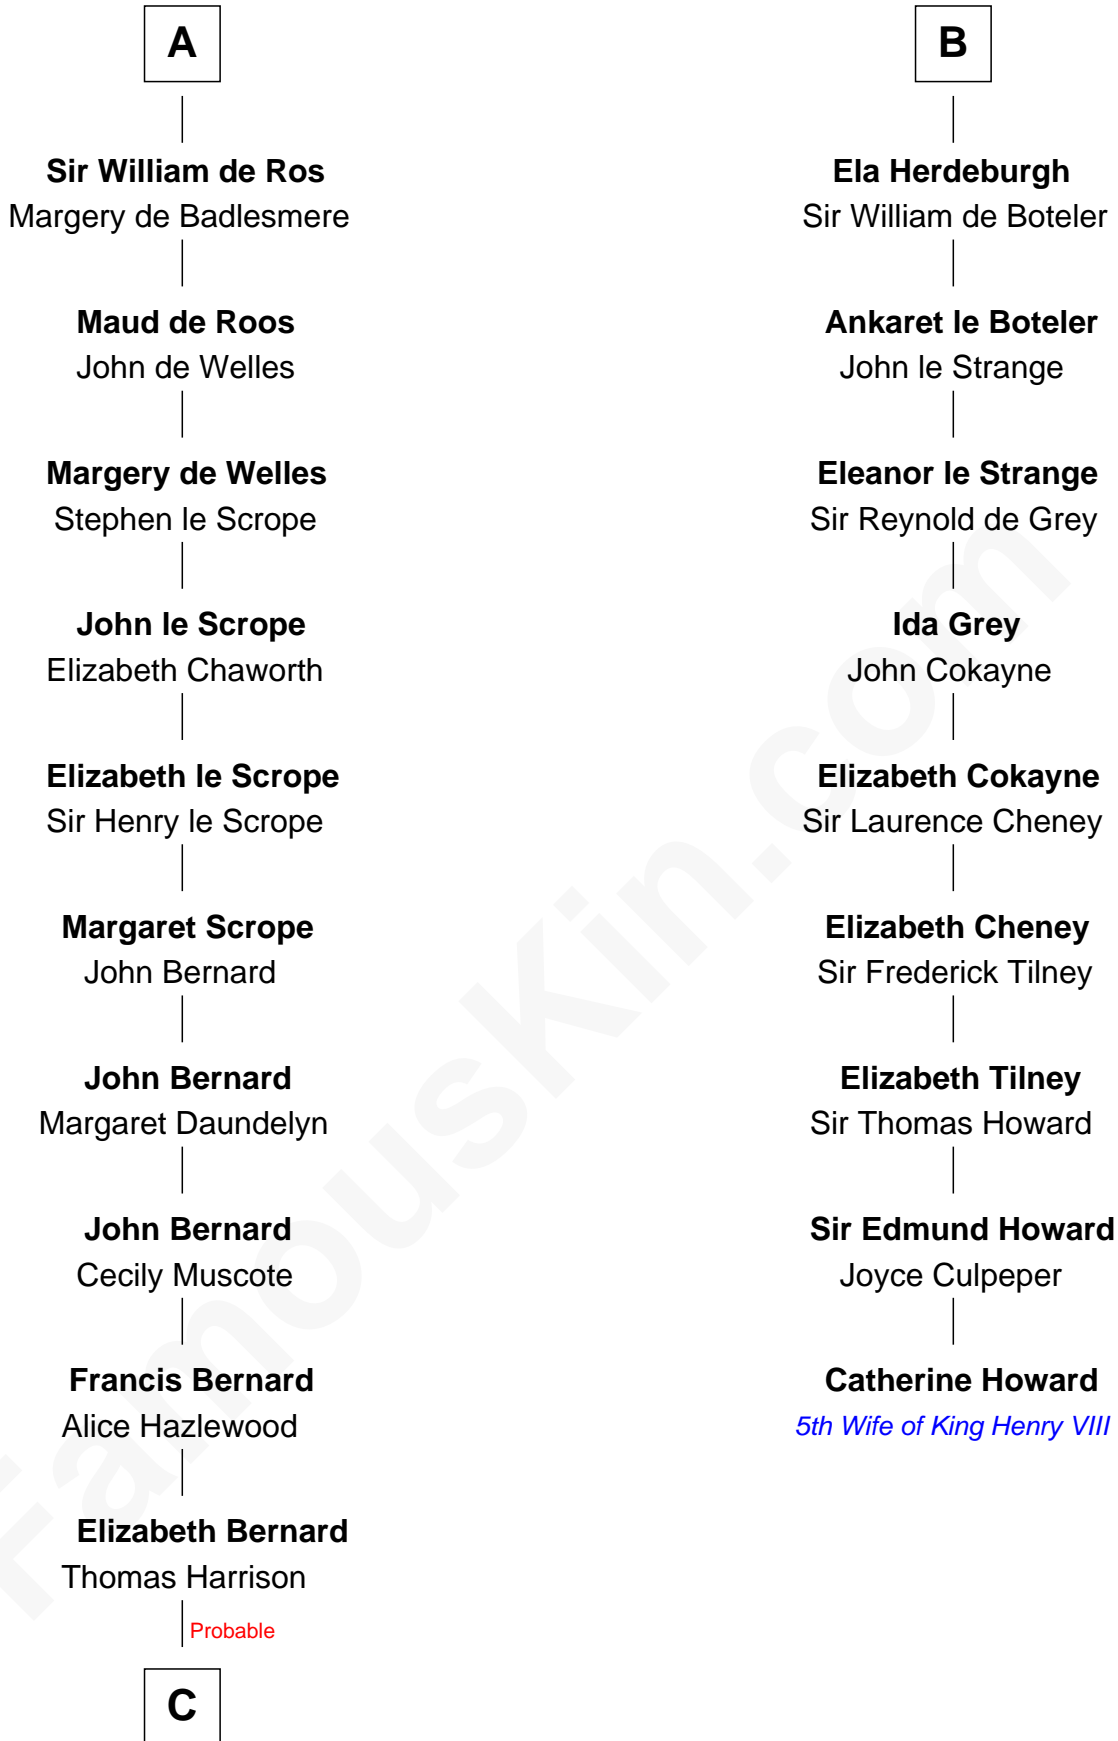 A
Sir William de Ros
Margery de Badlesmere
Maud de Roos
John de Welles
Margery de Welles
Stephen le Scrope
John le Scrope
Elizabeth Chaworth
Elizabeth le Scrope
Sir Henry le Scrope
Margaret Scrope
John Bernard
John Bernard
Margaret Daundelyn
John Bernard
Cecily Muscote
Francis Bernard
Alice Hazlewood
Elizabeth Bernard
Thomas Harrison
Probable
C
B
Ela Herdeburgh
Sir William de Boteler
Ankaret le Boteler
John le Strange
Eleanor le Strange
Sir Reynold de Grey
Ida Grey
John Cokayne
Elizabeth Cokayne
Sir Laurence Cheney
Elizabeth Cheney
Sir Frederick Tilney
Elizabeth Tilney
Sir Thomas Howard
Sir Edmund Howard
Joyce Culpeper
Catherine Howard
5th Wife of King Henry VIII
FamousKin.com